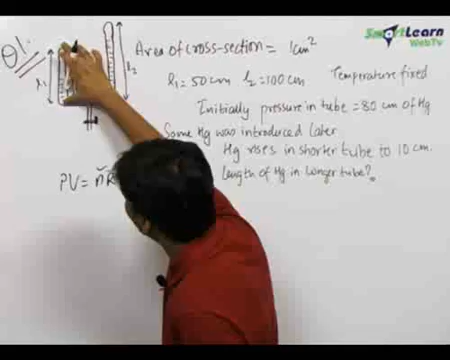 SmartLearn
WebTv
Q1.
l2
Area of cross-section = 1cm²
l1 = 50 cm l2 = 100 cm Temperature fixed
Initially pressure in tube = 80 cm of Hg
Some Hg was introduced later
Hg rises in shorter tube to 10 cm.
Length of Hg in longer tube?
PV = nR